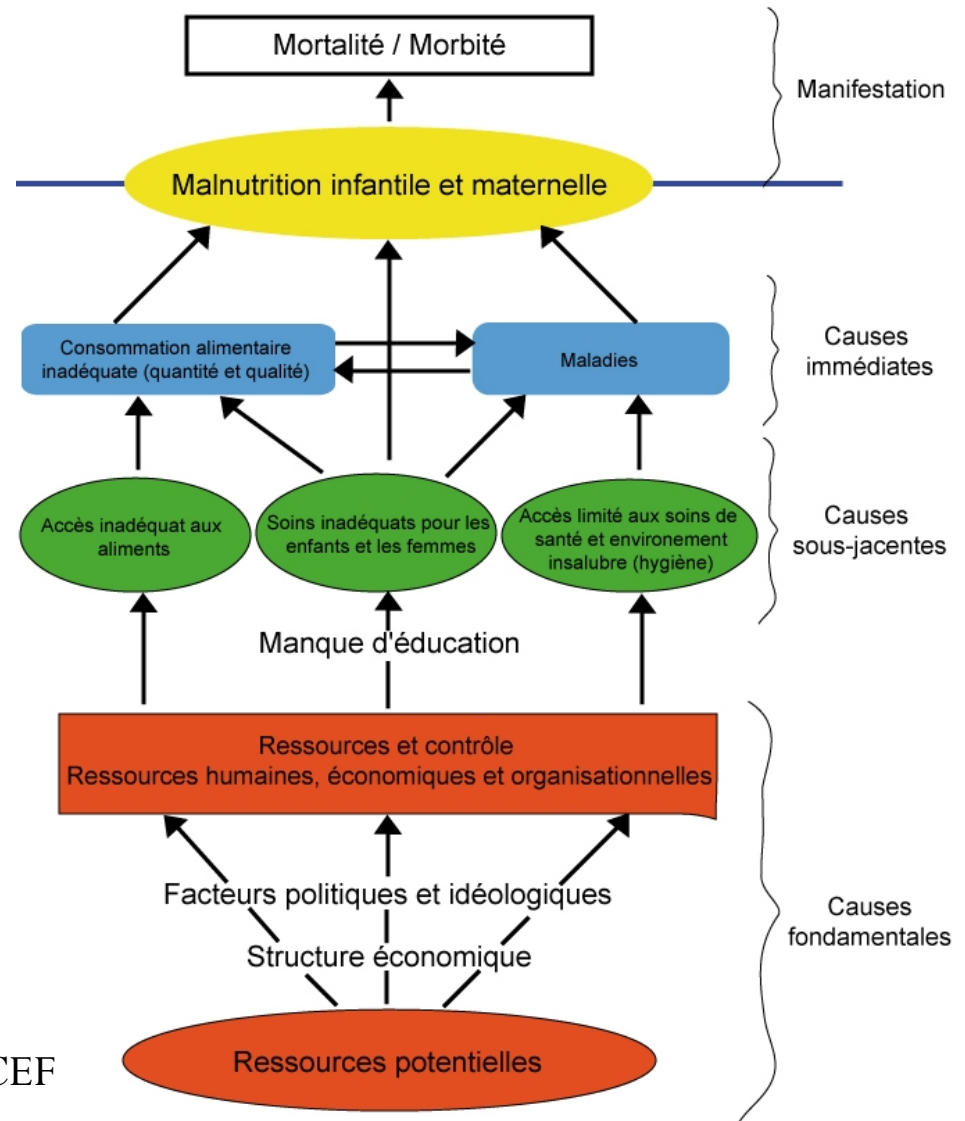 Mortalité / Morbité
Manifestation
Malnutrition infantile et maternelle
Consommation alimentaire
inadéquate (quantité et qualité)
Maladies
Causes
immédiates
Accès inadéquat aux
aliments
Soins inadéquats pour les
enfants et les femmes
Accès limité aux soins de
santé et environement
insalubre (hygiène)
Causes
sous-jacentes
Manque d'éducation
Ressources et contrôle
Ressources humaines, économiques et organisationnelles
Facteurs politiques et idéologiques
Structure économique
Causes
fondamentales
Ressources potentielles
CEF